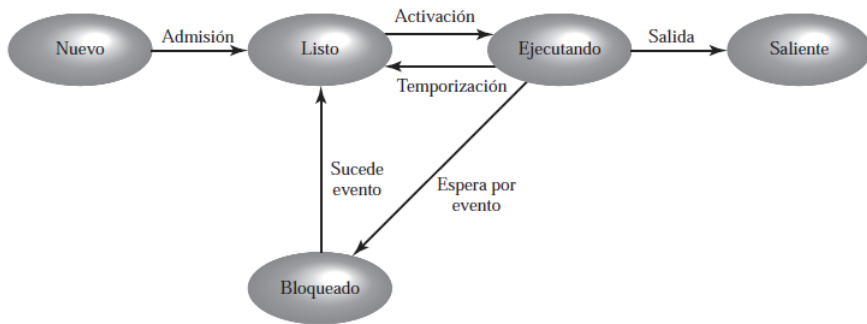 Nuevo
Admisión
Listo
Activación
Temporización
Ejecutando
Salida
Saliente
Sucede
evento
Espera por
evento
Bloqueado